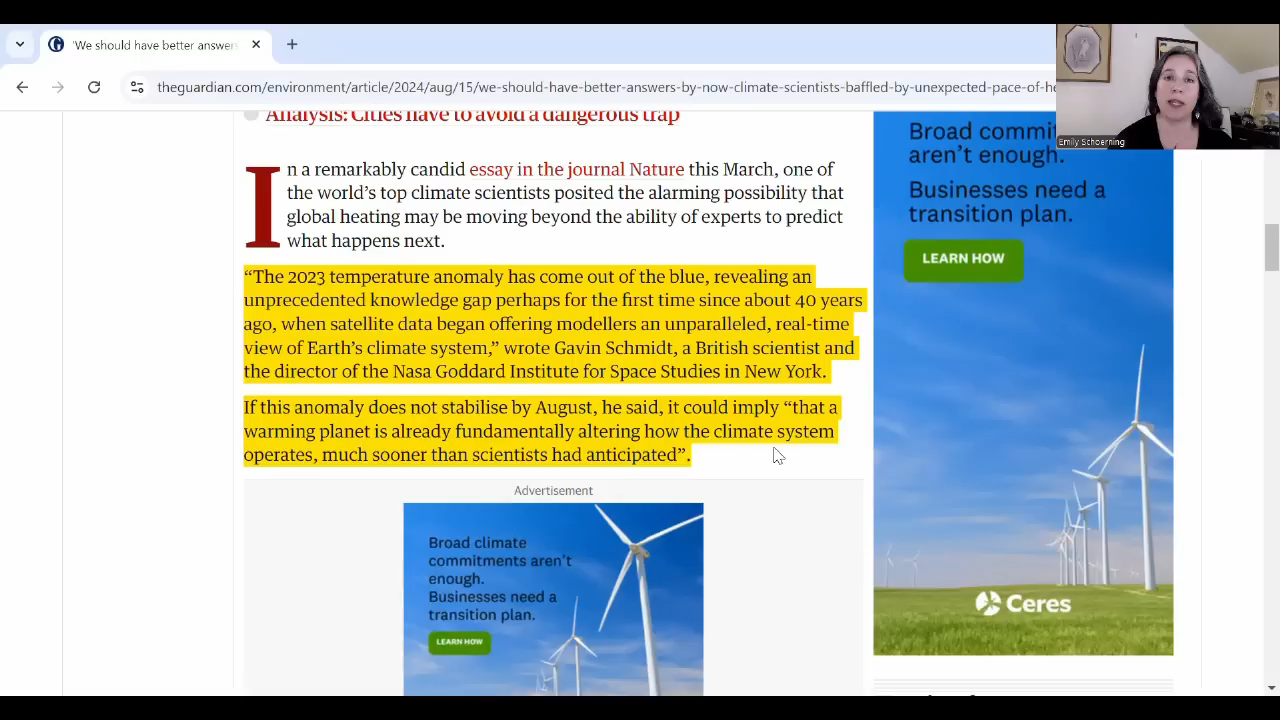 'We should have better answers
theguardian.com/environment/article/2024/aug/15/we-should-have-better-answers-by-now-climate-scientists-baffled-by-unexpected-pace-of-he
Emily Schoerning
Analysis: Cities have to avoid a dangerous trap
In a remarkably candid essay in the journal Nature this March, one of
the world's top climate scientists posited the alarming possibility that
global heating may be moving beyond the ability of experts to predict
what happens next.
“The 2023 temperature anomaly has come out of the blue, revealing an
unprecedented knowledge gap perhaps for the first time since about 40 years
ago, when satellite data began offering modellers an unparalleled, real-time
view of Earth's climate system,” wrote Gavin Schmidt, a British scientist and
the director of the Nasa Goddard Institute for Space Studies in New York.
If this anomaly does not stabilise by August, he said, it could imply “that a
warming planet is already fundamentally altering how the climate system
operates, much sooner than scientists had anticipated”.
Advertisement
Broad climate
commitments aren't
enough.
Businesses need a
transition plan.
LEARN HOW
Broad commi
aren't enough.
Businesses need a
transition plan.
LEARN HOW
Ceres